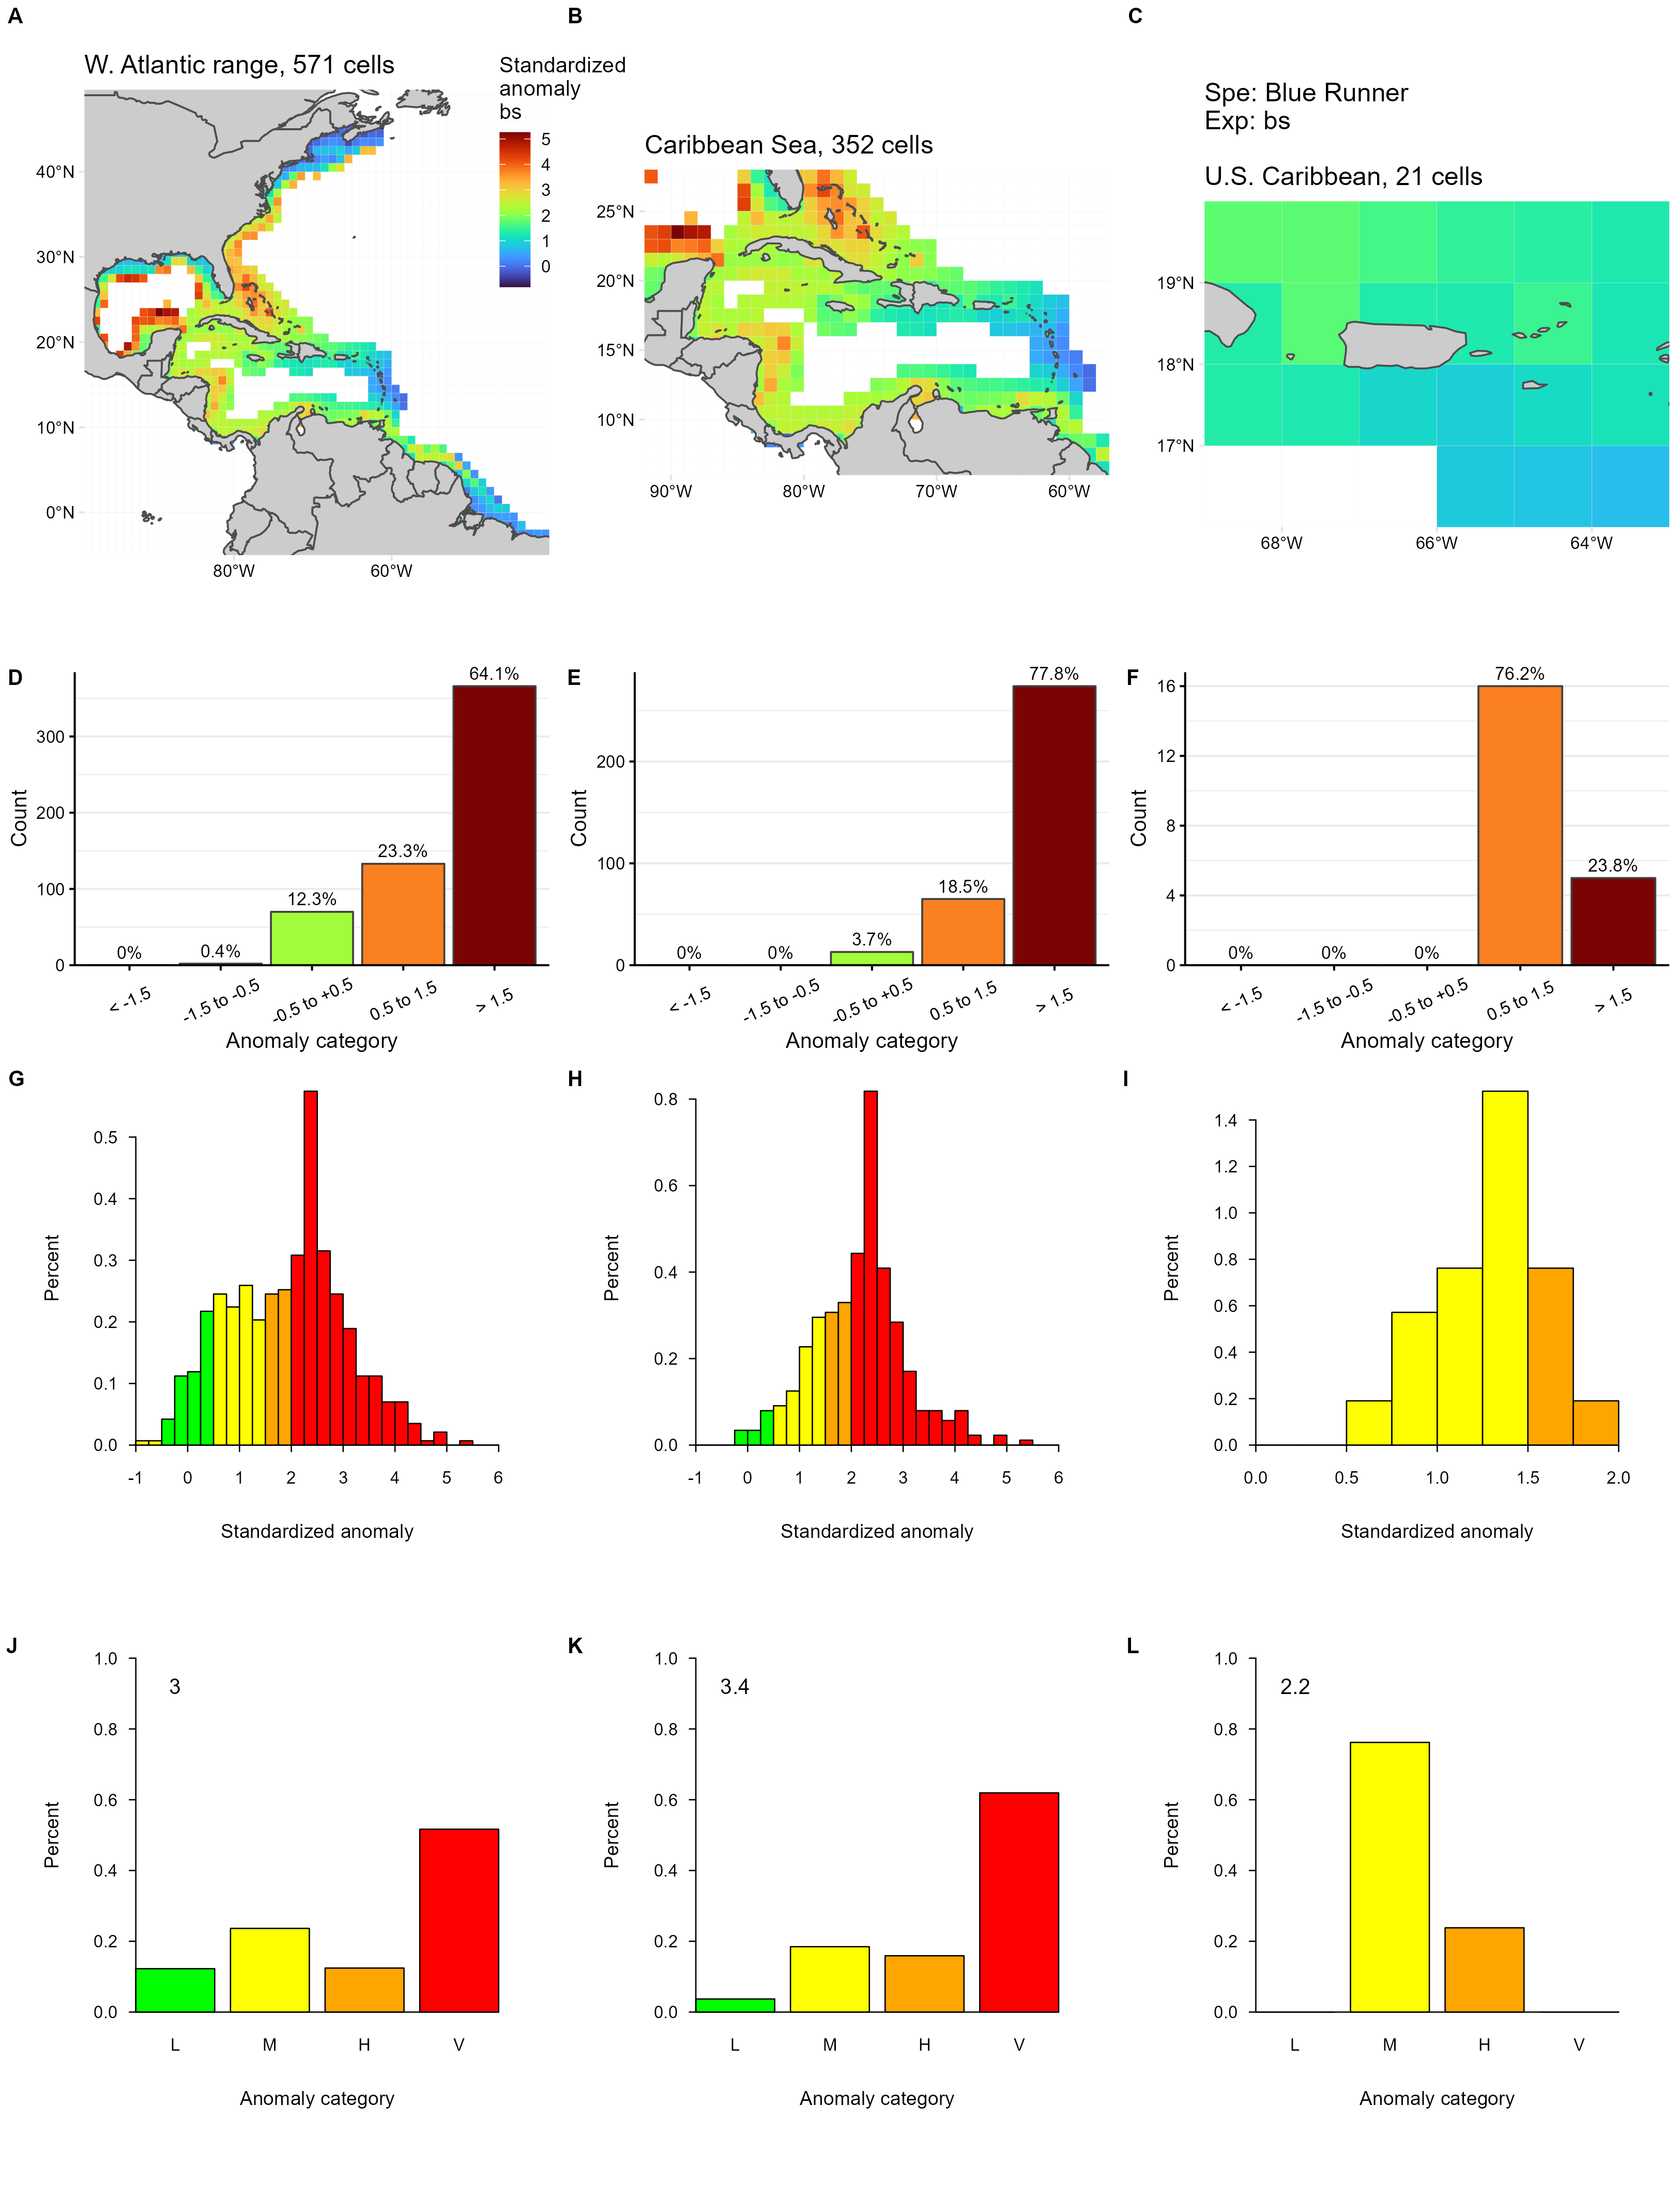 A
B
C
W. Atlantic range, 571 cells
Standardized
anomaly
bs
5
4
3
2
1
0
40°N
30°N
20°N
10°N
0°N
80°W
60°W
Caribbean Sea, 352 cells
25°N
20°N
15°N
10°N
90°W
80°W
70°W
60°W
Spe: Blue Runner
Exp: bs
U.S. Caribbean, 21 cells
19°N
18°N
17°N
68°W
66°W
64°W
D
Count
300
200
100
0
0%
0.4%
12.3%
23.3%
64.1%
< -1.5
-1.5 to -0.5
-0.5 to +0.5
0.5 to 1.5
> 1.5
Anomaly category
E
Count
200
100
0
0%
0%
3.7%
18.5%
77.8%
< -1.5
-1.5 to -0.5
-0.5 to +0.5
0.5 to 1.5
> 1.5
Anomaly category
F
Count
16
12
8
4
0
0%
0%
0%
76.2%
23.8%
< -1.5
-1.5 to -0.5
-0.5 to +0.5
0.5 to 1.5
> 1.5
Anomaly category
G
Percent
0.5
0.4
0.3
0.2
0.1
0.0
-1
0
1
2
3
4
5
6
Standardized anomaly
H
Percent
0.8
0.6
0.4
0.2
0.0
-1
0
1
2
3
4
5
6
Standardized anomaly
I
Percent
1.4
1.2
1.0
0.8
0.6
0.4
0.2
0.0
0.0
0.5
1.0
1.5
2.0
Standardized anomaly
J
3
Percent
1.0
0.8
0.6
0.4
0.2
0.0
L
M
H
V
Anomaly category
K
3.4
Percent
1.0
0.8
0.6
0.4
0.2
0.0
L
M
H
V
Anomaly category
L
2.2
Percent
1.0
0.8
0.6
0.4
0.2
0.0
L
M
H
V
Anomaly category